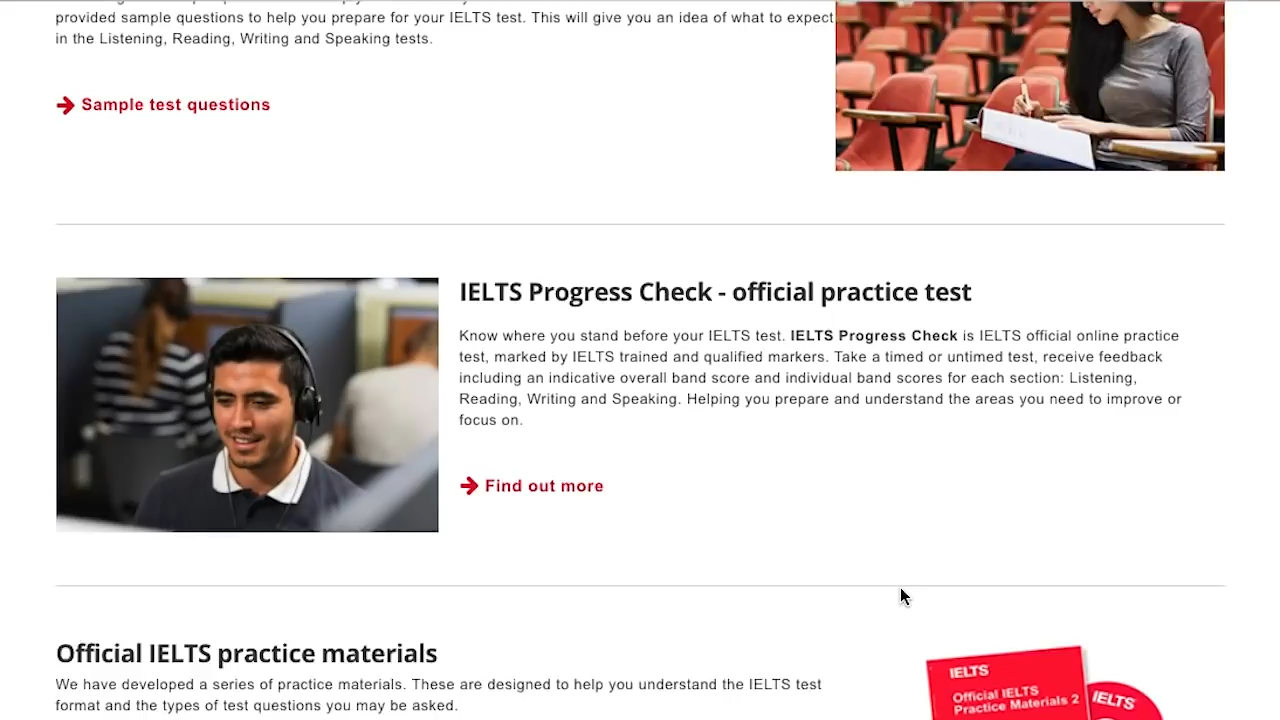 provided sample questions to help you prepare for your IELTS test. This will give you an idea of what to expect
in the Listening, Reading, Writing and Speaking tests.
Sample test questions
IELTS Progress Check - official practice test
Know where you stand before your IELTS test. IELTS Progress Check is IELTS official online practice
test, marked by IELTS trained and qualified markers. Take a timed or untimed test, receive feedback
including an indicative overall band score and individual band scores for each section: Listening,
Reading, Writing and Speaking. Helping you prepare and understand the areas you need to improve or
focus on.
Find out more
Official IELTS practice materials
We have developed a series of practice materials. These are designed to help you understand the IELTS test
format and the types of test questions you may be asked.
IELTS
Official IELTS
Practice Materials 2
IELTS